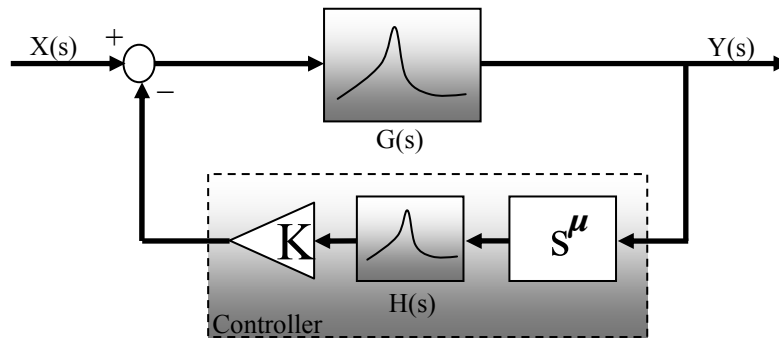 X(s)
+
Y(s)
−
G(s)
K
s^μ
H(s)
Controller